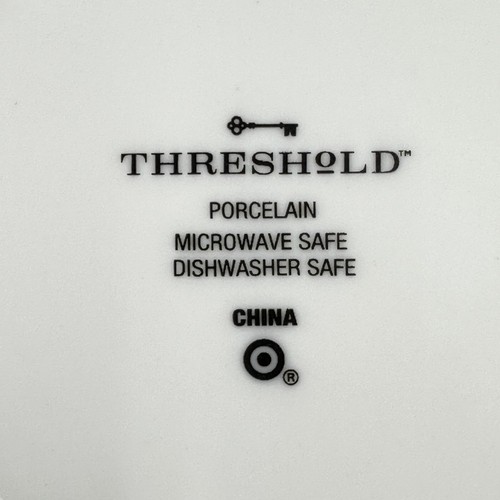 THRESHOLD™
PORCELAIN
MICROWAVE SAFE
DISHWASHER SAFE
CHINA
®